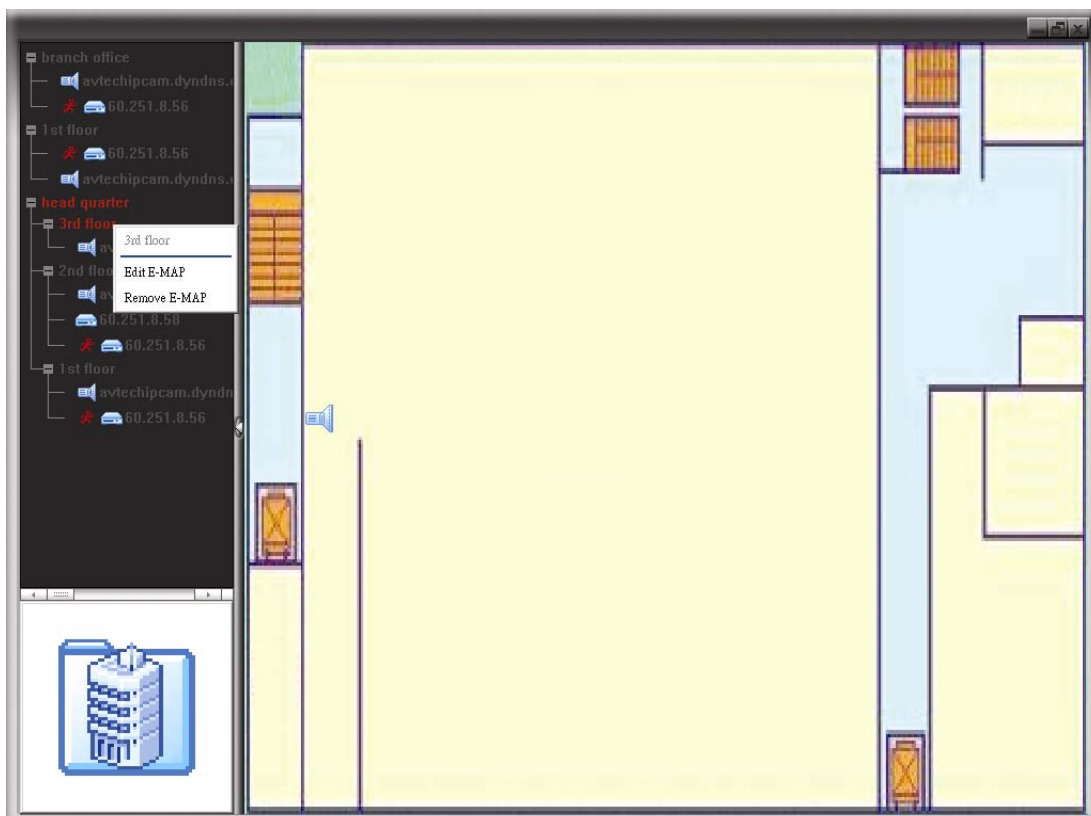 branch office
avtechipcam.dyndns.
60.251.8.56
1st floor
60.251.8.56
avtechipcam.dyndns.
head quarter
3rd floor
av
2nd floo
av
60.251.8.58
60.251.8.56
1st floor
avtechipcam.dyndn
60.251.8.56
3rd floor
Edit E-MAP
Remove E-MAP